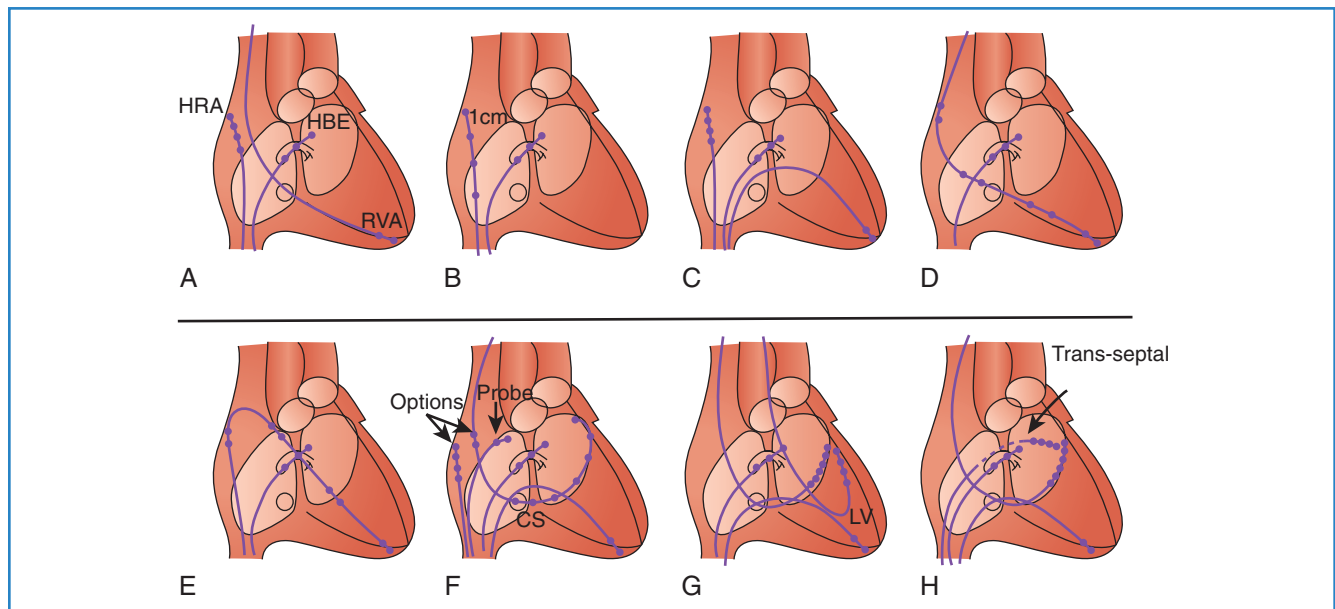 HRA
HBE
RVA
1cm
A
B
C
D
Options
Probe
CS
LV
Trans-septal
E
F
G
H